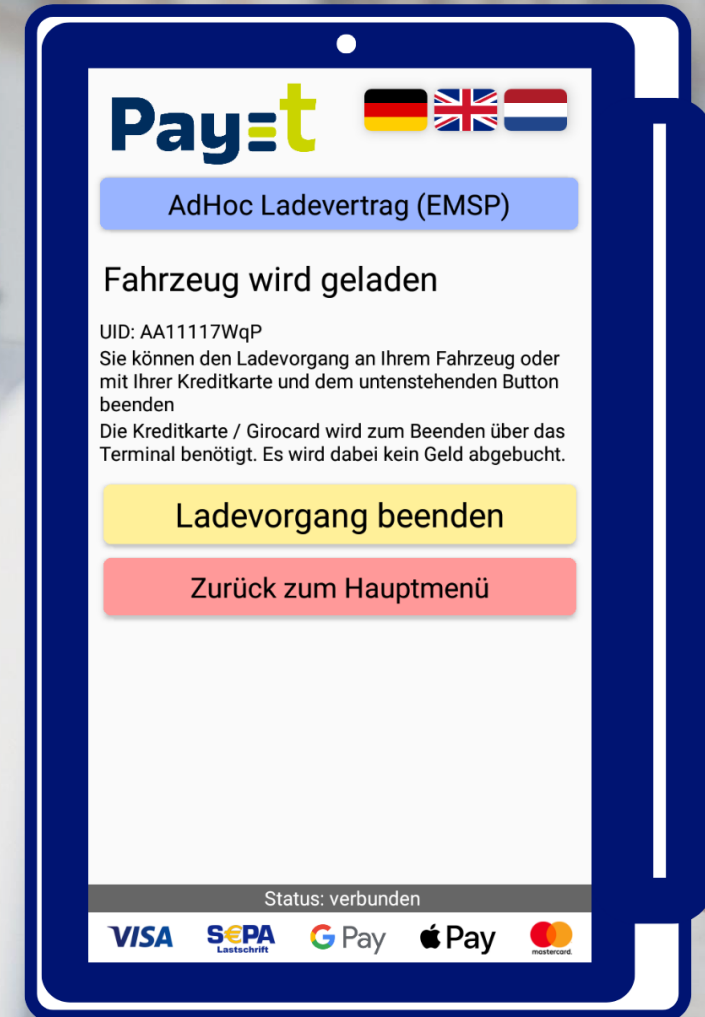 Payet
AdHoc Ladevertrag (EMSP)
Fahrzeug wird geladen
UID: AA11117WqP
Sie können den Ladevorgang an Ihrem Fahrzeug oder
mit Ihrer Kreditkarte und dem untenstehenden Button
beenden
Die Kreditkarte / Girocard wird zum Beenden über das
Terminal benötigt. Es wird dabei kein Geld abgebucht.
Ladevorgang beenden
Zurück zum Hauptmenü
Status: verbunden
VISA S€PA G Pay Pay
Lastschrift mastercard.